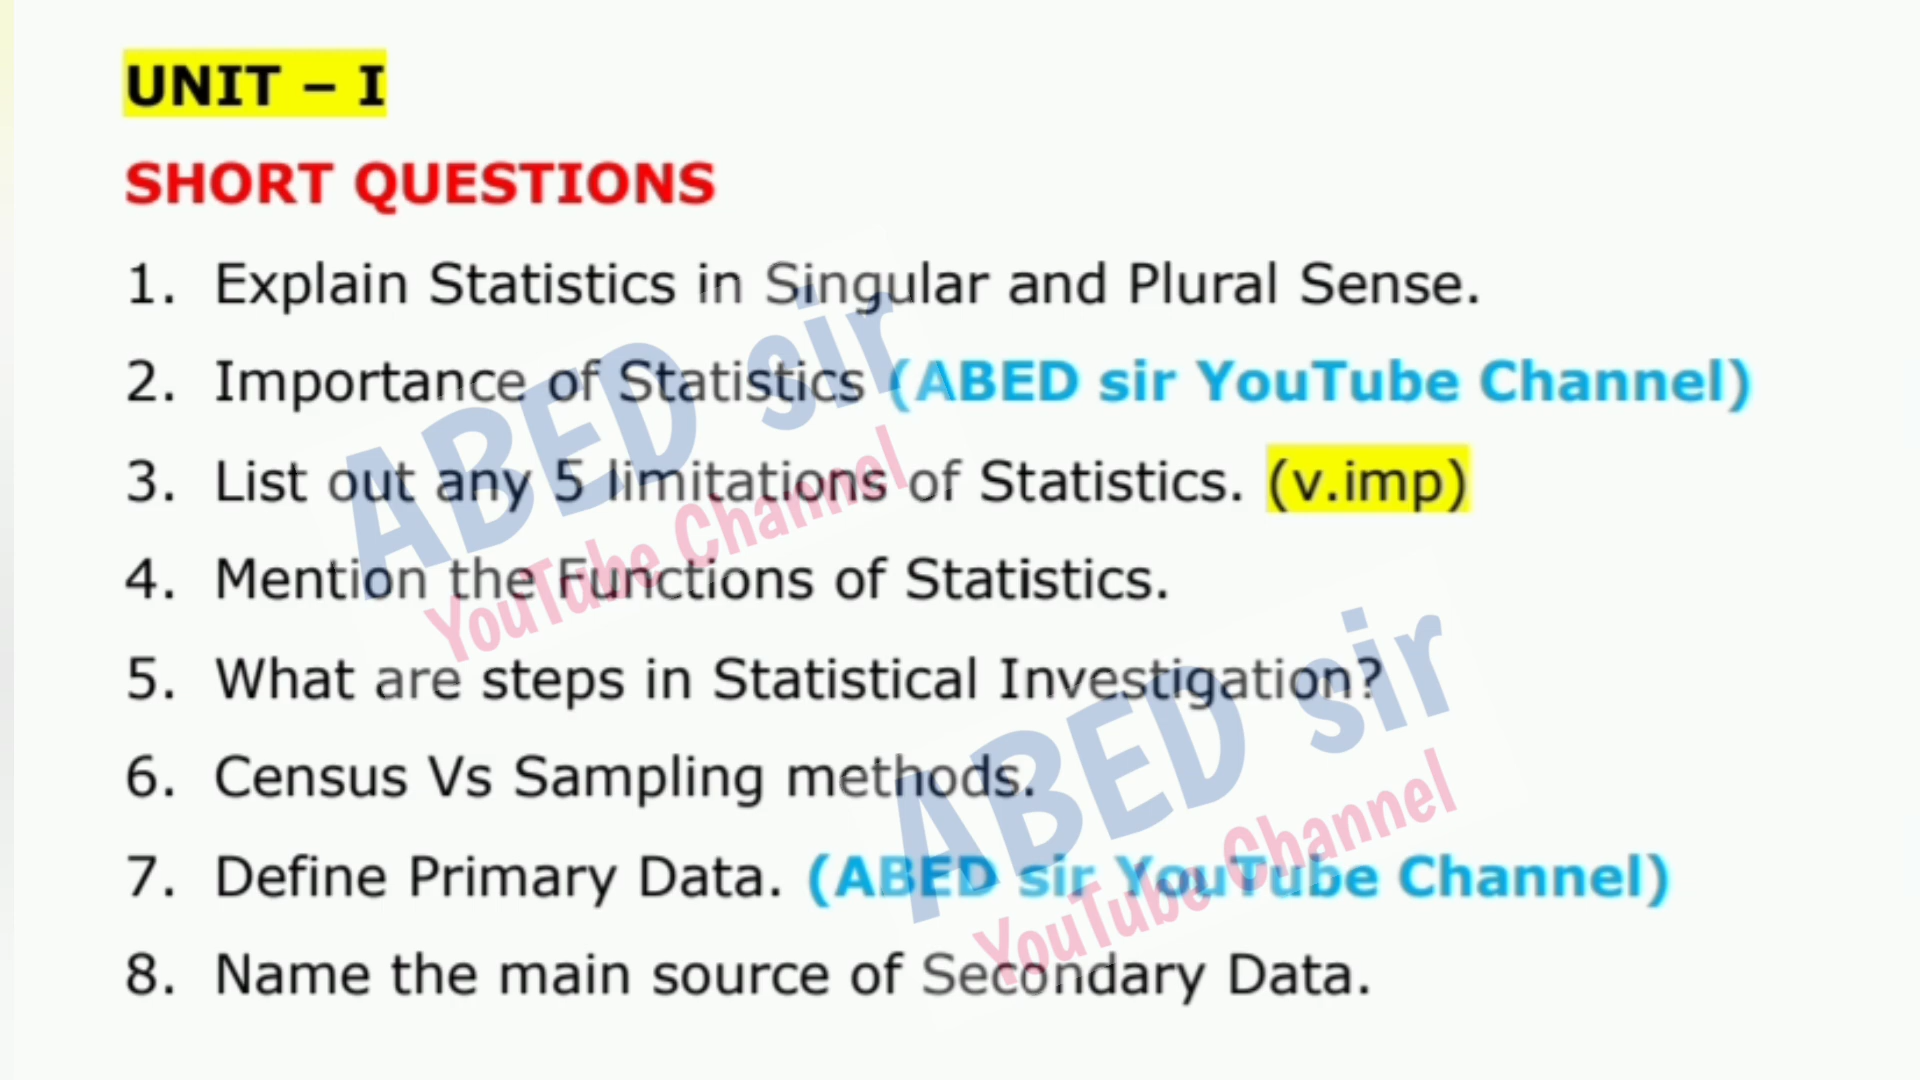 UNIT – I
SHORT QUESTIONS
1. Explain Statistics in Singular and Plural Sense.
2. Importance of Statistics (ABED sir YouTube Channel)
3. List out any 5 limitations of Statistics. (v.imp)
4. Mention the Functions of Statistics.
5. What are steps in Statistical Investigation?
6. Census Vs Sampling methods.
7. Define Primary Data. (ABED sir YouTube Channel)
8. Name the main source of Secondary Data.
ABED sir
YouTube Channel
ABED sir
YouTube Channel